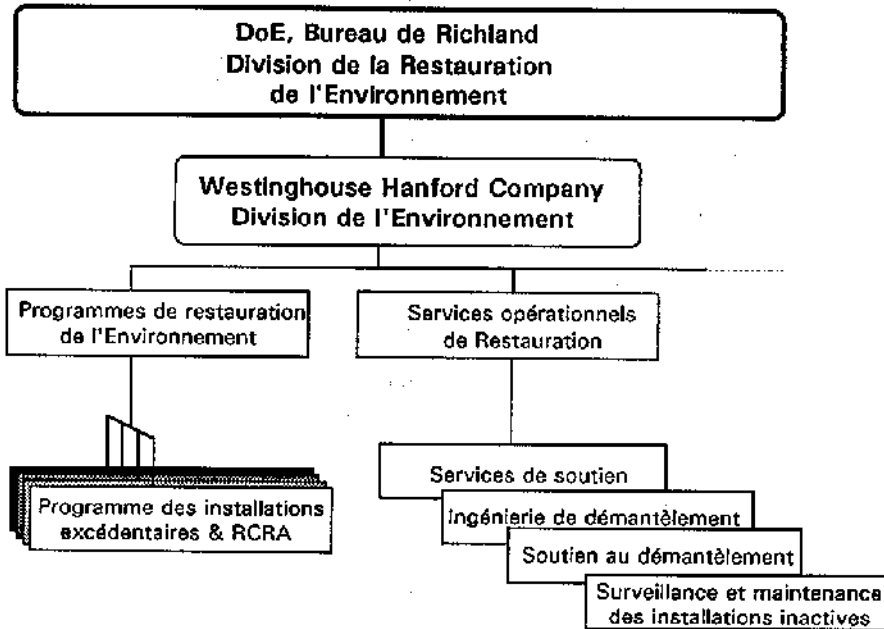 DoE, Bureau de Richland
Division de la Restauration
de l'Environnement
Westinghouse Hanford Company
Division de l'Environnement
Programmes de restauration
de l'Environnement
Services opérationnels
de Restauration
Programme des installations
excédentaires & RCRA
Services de soutien
Ingénierie de démantèlement
Soutien au démantèlement
Surveillance et maintenance
des installations inactives